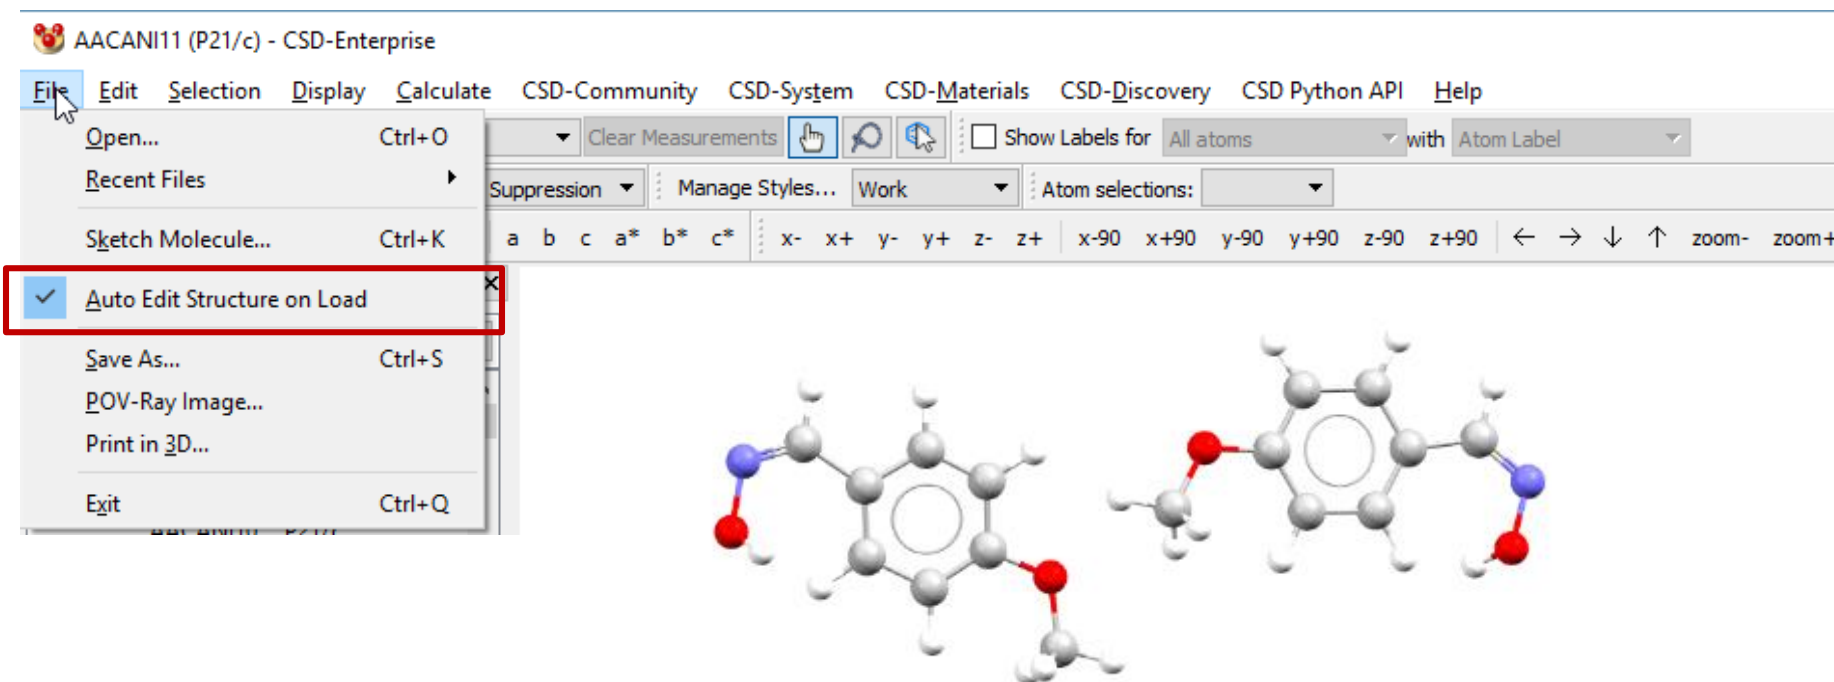 AACANI11 (P21/c) - CSD-Enterprise
File Edit Selection Display Calculate CSD-Community CSD-System CSD-Materials CSD-Discovery CSD Python API Help
Open... Ctrl+O
Clear Measurements Show Labels for All atoms with Atom Label
Recent Files
Suppression Manage Styles... Work Atom selections:
Sketch Molecule... Ctrl+K
a b c a* b* c* x- x+ y- y+ z- z+ x-90 x+90 y-90 y+90 z-90 z+90 ← → ↓ ↑ zoom- zoom+
Auto Edit Structure on Load
Save As... Ctrl+S
POV-Ray Image...
Print in 3D...
Exit Ctrl+Q